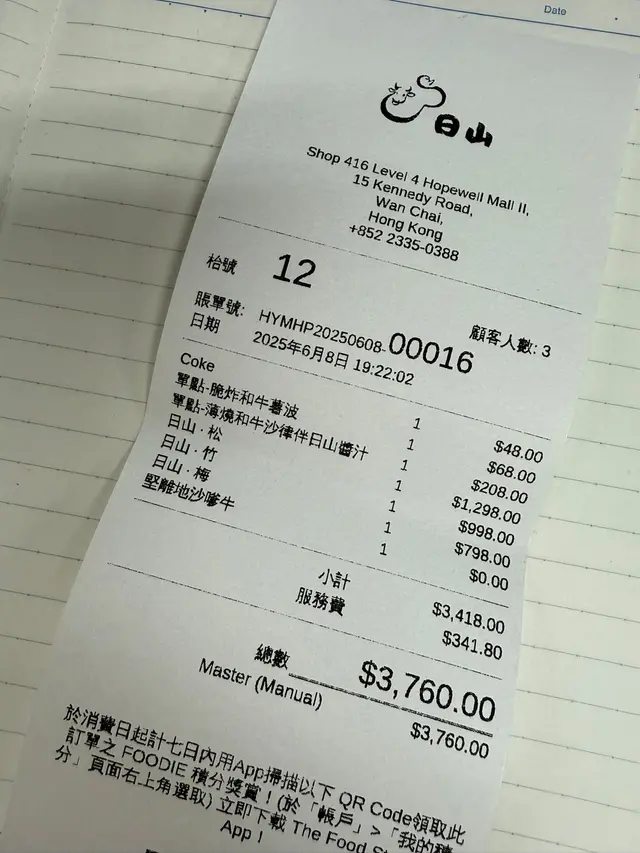 Date
日山
Shop 416 Level 4 Hopewell Mall II,
15 Kennedy Road,
Wan Chai,
Hong Kong
+852 2335-0388
枱號 12
顧客人數: 3
賬單號: HYMHP20250608-00016
日期 2025年6月8日 19:22:02
Coke 1 $48.00
單點-脆炸和牛薯波 1 $68.00
單點-薄燒和牛沙律伴日山醬汁 1 $208.00
日山 · 松 1 $1,298.00
日山 · 竹 1 $998.00
日山 · 梅 1 $798.00
堅離地沙嗲牛 1 $0.00
小計 $3,418.00
服務費 $341.80
總數 $3,760.00
Master (Manual) $3,760.00
於消費日起計七日內用App掃描以下 QR Code領取此
訂單之 FOODIE 積分獎賞！(於「帳戶」>「我的積
分」頁面右上角選取) 立即下載 The Food
App！